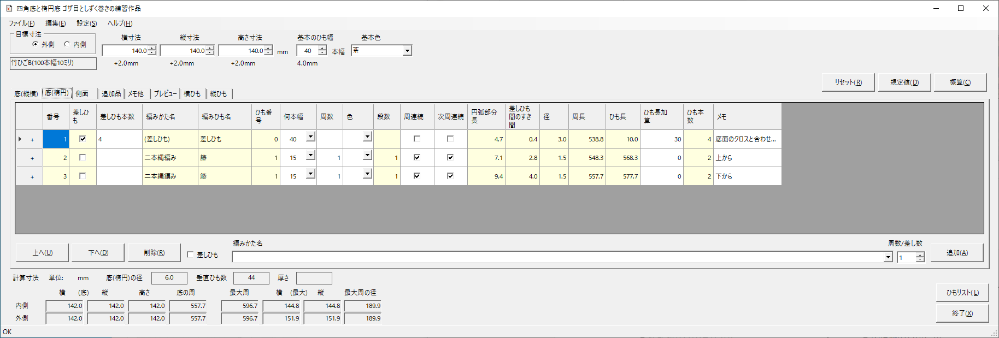 四角底と楕円底 ゴザ目としずく巻きの練習作品
ファイル(F) 編集(E) 設定(S) ヘルプ(H)
目標寸法 横寸法 縦寸法 高さ寸法 基本のひも幅 基本色
外側 内側 140.0 140.0 140.0 mm 40 本幅 茶
竹ひごB(100本幅10ミリ) +2.0mm +2.0mm +2.0mm 4.0mm
リセット(R) 規定値(D) 概算(C)
底(縦横) 底(楕円) 側面 追加品 メモ他 プレビュー 横ひも 縦ひも
番号 差しひも 差しひも本数 編みかた名 編みひも名 ひも番号 何本幅 周数 色 段数 周連続 次周連続 円弧部分長 差しひも間のすき間 径 周長 ひも長 ひも長加算 ひも本数 メモ
+ 1 4 (差しひも) 差しひも 0 40 4.7 0.4 3.0 538.8 10.0 30 4 底面のクロスと合わせ...
+ 2 二本縄編み 籐 1 15 1 1 7.1 2.8 1.5 548.3 568.3 0 2 上から
+ 3 二本縄編み 籐 1 15 1 1 9.4 4.0 1.5 557.7 577.7 0 2 下から
編みかた名 周数/差し数
上へ(U) 下へ(D) 削除(R) 差しひも 1 追加(A)
計算寸法 単位: mm 底(楕円)の径 6.0 垂直ひも数 44 厚さ
横 (底) 縦 高さ 底の周 最大周 横 (最大) 縦 最大周の径
ひもリスト(L)
内側 142.0 142.0 142.0 557.7 596.7 144.8 144.8 189.9
外側 142.0 142.0 142.0 557.7 596.7 151.9 151.9 189.9
終了(X)
OK